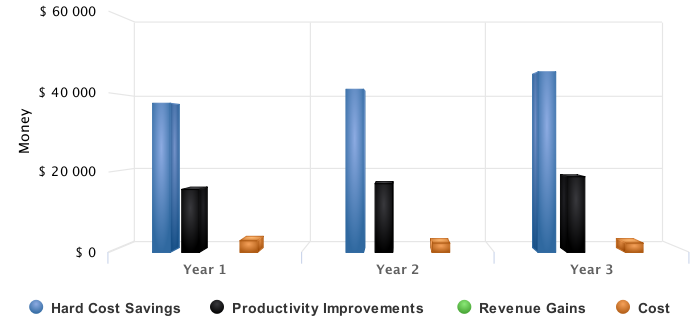 $ 60 000
$ 40 000
Money
$ 20 000
$ 0
Year 1 Year 2 Year 3
Hard Cost Savings Productivity Improvements Revenue Gains Cost